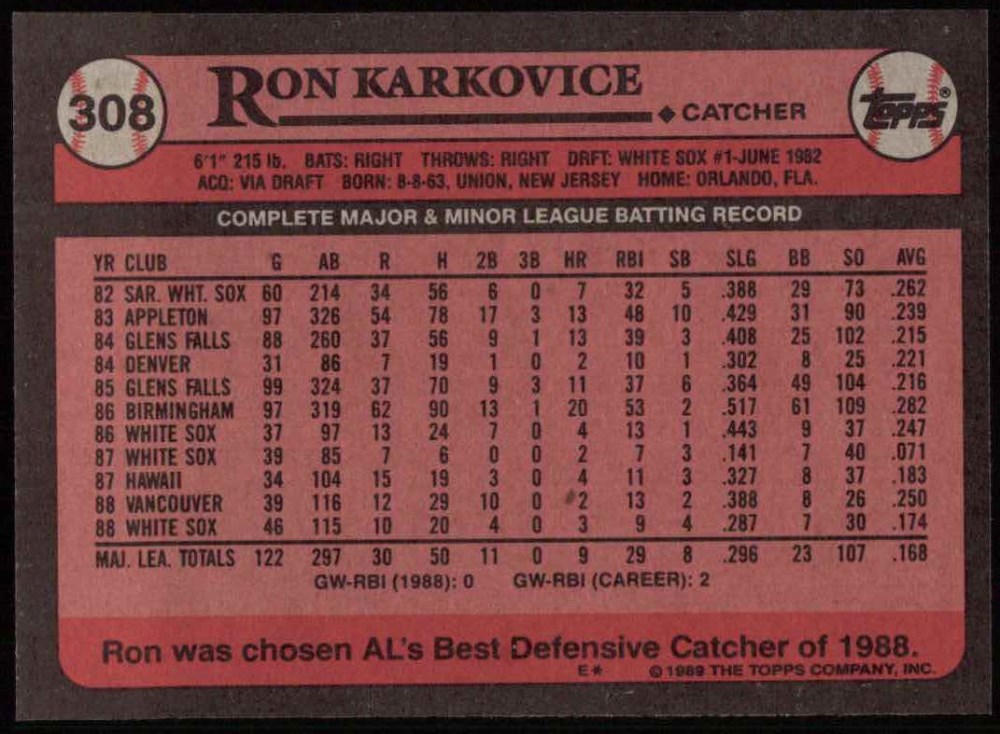 308
RON KARKOVICE
◆ CATCHER
TOPPS®
6'1" 215 lb. BATS: RIGHT THROWS: RIGHT DRFT: WHITE SOX #1-JUNE 1982
ACQ: VIA DRAFT BORN: 8-8-63, UNION, NEW JERSEY HOME: ORLANDO, FLA.
COMPLETE MAJOR & MINOR LEAGUE BATTING RECORD
YR CLUB G AB R H 2B 3B HR RBI SB SLG BB SO AVG
82 SAR. WHT. SOX 60 214 34 56 6 0 7 32 5 .388 29 73 .262
83 APPLETON 97 326 54 78 17 3 13 48 10 .429 31 90 .239
84 GLENS FALLS 88 260 37 56 9 1 13 39 3 .408 25 102 .215
84 DENVER 31 86 7 19 1 0 2 10 1 .302 8 25 .221
85 GLENS FALLS 99 324 37 70 9 3 11 37 6 .364 49 104 .216
86 BIRMINGHAM 97 319 62 90 13 1 20 53 2 .517 61 109 .282
86 WHITE SOX 37 97 13 24 7 0 4 13 1 .443 9 37 .247
87 WHITE SOX 39 85 7 6 0 0 2 7 3 .141 7 40 .071
87 HAWAII 34 104 15 19 3 0 4 11 3 .327 8 37 .183
88 VANCOUVER 39 116 12 29 10 0 2 13 2 .388 8 26 .250
88 WHITE SOX 46 115 10 20 4 0 3 9 4 .287 7 30 .174
MAJ. LEA. TOTALS 122 297 30 50 11 0 9 29 8 .296 23 107 .168
GW-RBI (1988): 0 GW-RBI (CAREER): 2
Ron was chosen AL's Best Defensive Catcher of 1988.
E* © 1989 THE TOPPS COMPANY, INC.